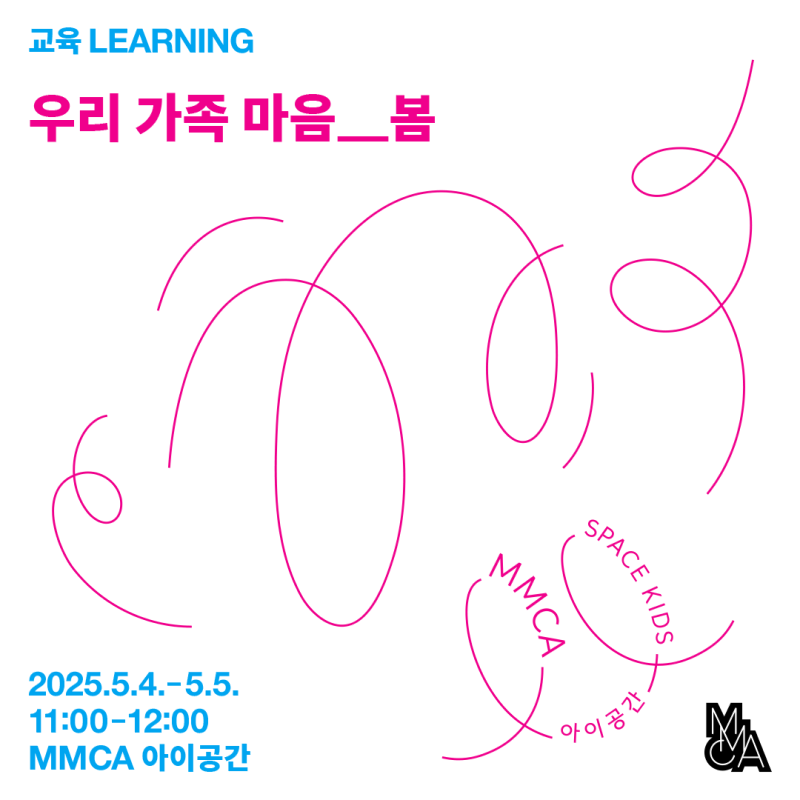 교육 LEARNING
우리 가족 마음__봄
SPACE KIDS
MMCA
아이공간
2025.5.4.-5.5.
11:00-12:00
MMCA 아이공간
MMCA